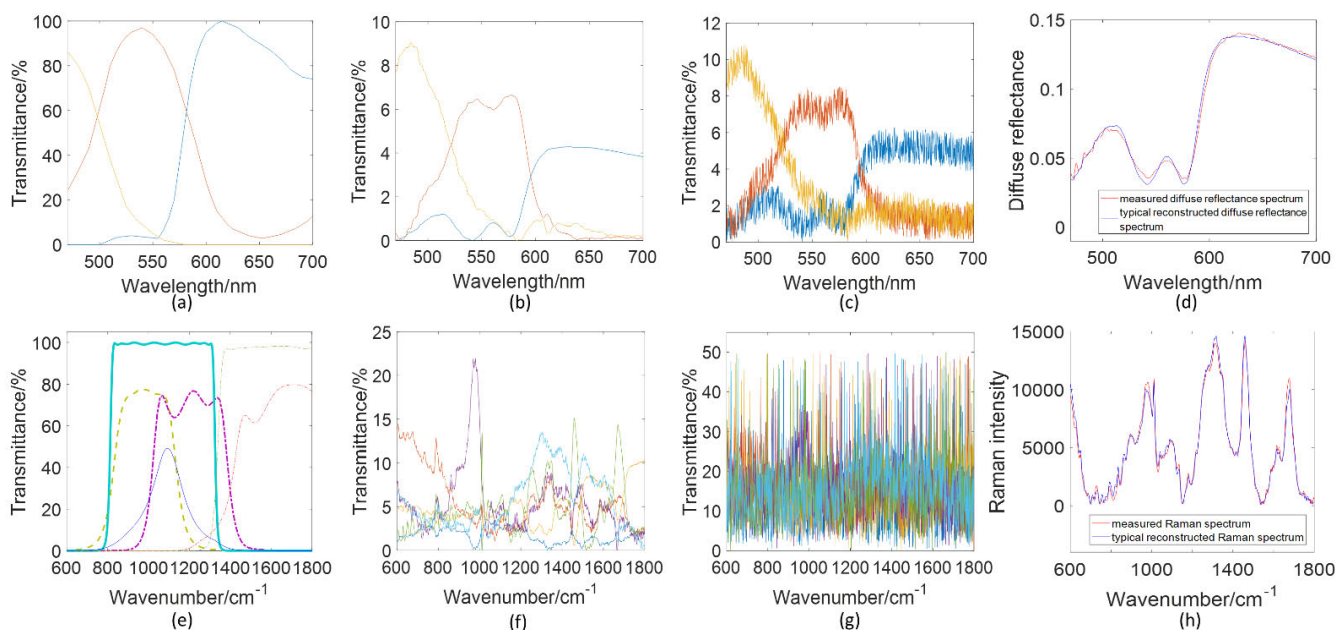 Transmittance/%
100
80
60
40
20
0
500 550 600 650 700
Wavelength/nm
(a)
Transmittance/%
10
8
6
4
2
0
500 550 600 650 700
Wavelength/nm
(b)
Transmittance/%
12
10
8
6
4
2
0
500 550 600 650 700
Wavelength/nm
(c)
Diffuse reflectance
0.15
0.1
0.05
0
measured diffuse reflectance spectrum
typical reconstructed diffuse reflectance
spectrum
500 600 700
Wavelength/nm
(d)
Transmittance/%
100
80
60
40
20
0
600 800 1000 1200 1400 1600 1800
Wavenumber/cm⁻¹
(e)
Transmittance/%
25
20
15
10
5
0
600 800 1000 1200 1400 1600 1800
Wavenumber/cm⁻¹
(f)
Transmittance/%
50
40
30
20
10
0
600 800 1000 1200 1400 1600 1800
Wavenumber/cm⁻¹
(g)
Raman intensity
15000
10000
5000
0
measured Raman spectrum
typical reconstructed Raman spectrum
600 1000 1400 1800
Wavenumber/cm⁻¹
(h)